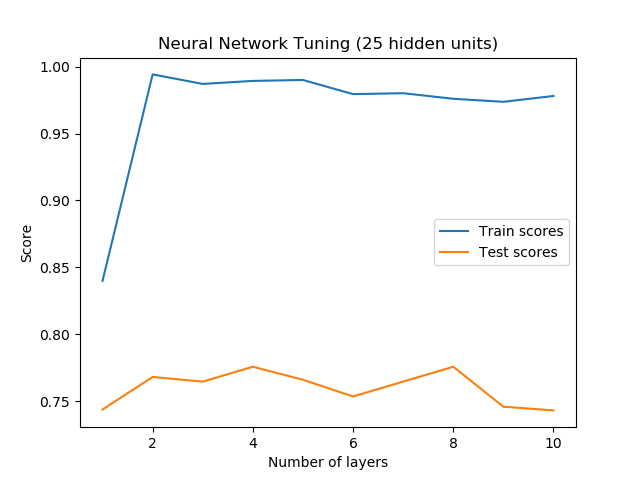 Neural Network Tuning (25 hidden units)
1.00
0.95
0.90
0.85
0.80
0.75
Score
Train scores
Test scores
2 4 6 8 10
Number of layers